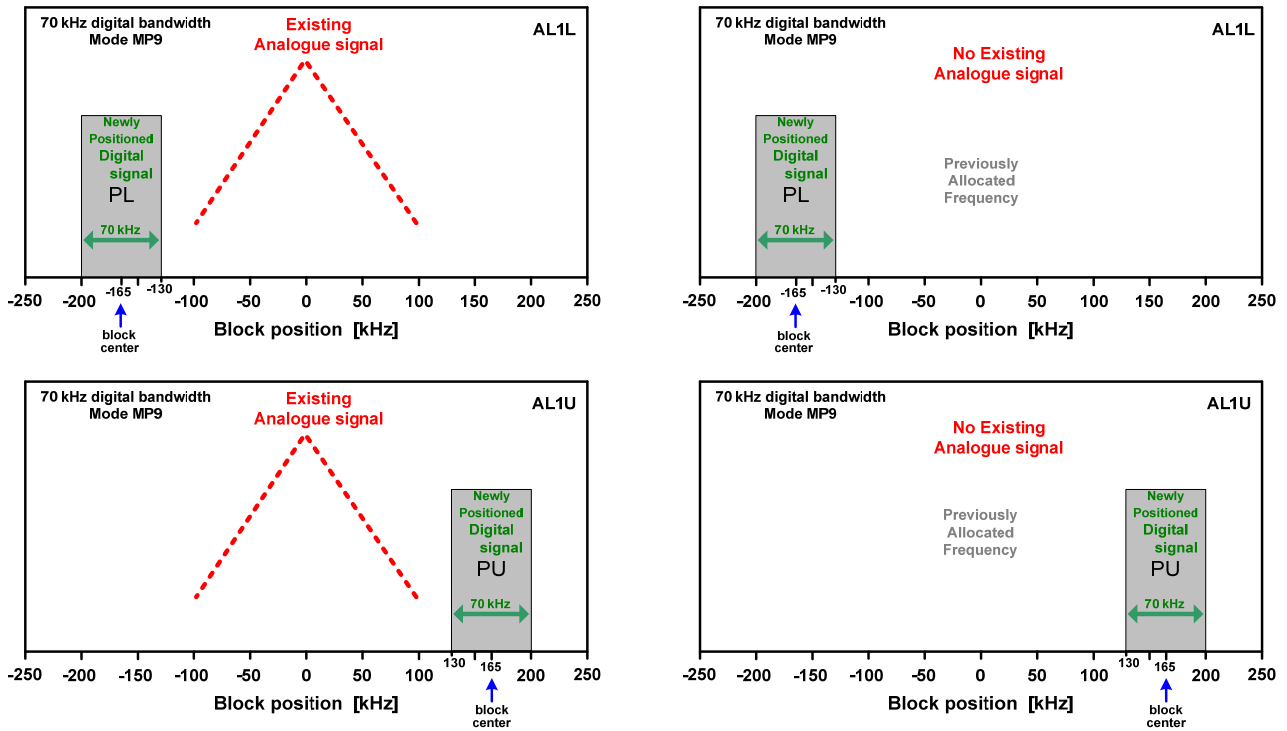 70 kHz digital bandwidth
Mode MP9
Existing
Analogue signal
AL1L
Newly
Positioned
Digital
signal
PL
70 kHz
-250 -200 -165 -130 -100 -50 0 50 100 150 200 250
Block position [kHz]
block
center
70 kHz digital bandwidth
Mode MP9
No Existing
Analogue signal
AL1L
Newly
Positioned
Digital
signal
PL
Previously
Allocated
Frequency
70 kHz
-250 -200 -165 -130 -100 -50 0 50 100 150 200 250
Block position [kHz]
block
center
70 kHz digital bandwidth
Mode MP9
Existing
Analogue signal
AL1U
Newly
Positioned
Digital
signal
PU
70 kHz
-250 -200 -150 -100 -50 0 50 100 130 165 200 250
Block position [kHz]
block
center
70 kHz digital bandwidth
Mode MP9
No Existing
Analogue signal
AL1U
Previously
Allocated
Frequency
Newly
Positioned
Digital
signal
PU
70 kHz
-250 -200 -150 -100 -50 0 50 100 130 165 200 250
Block position [kHz]
block
center